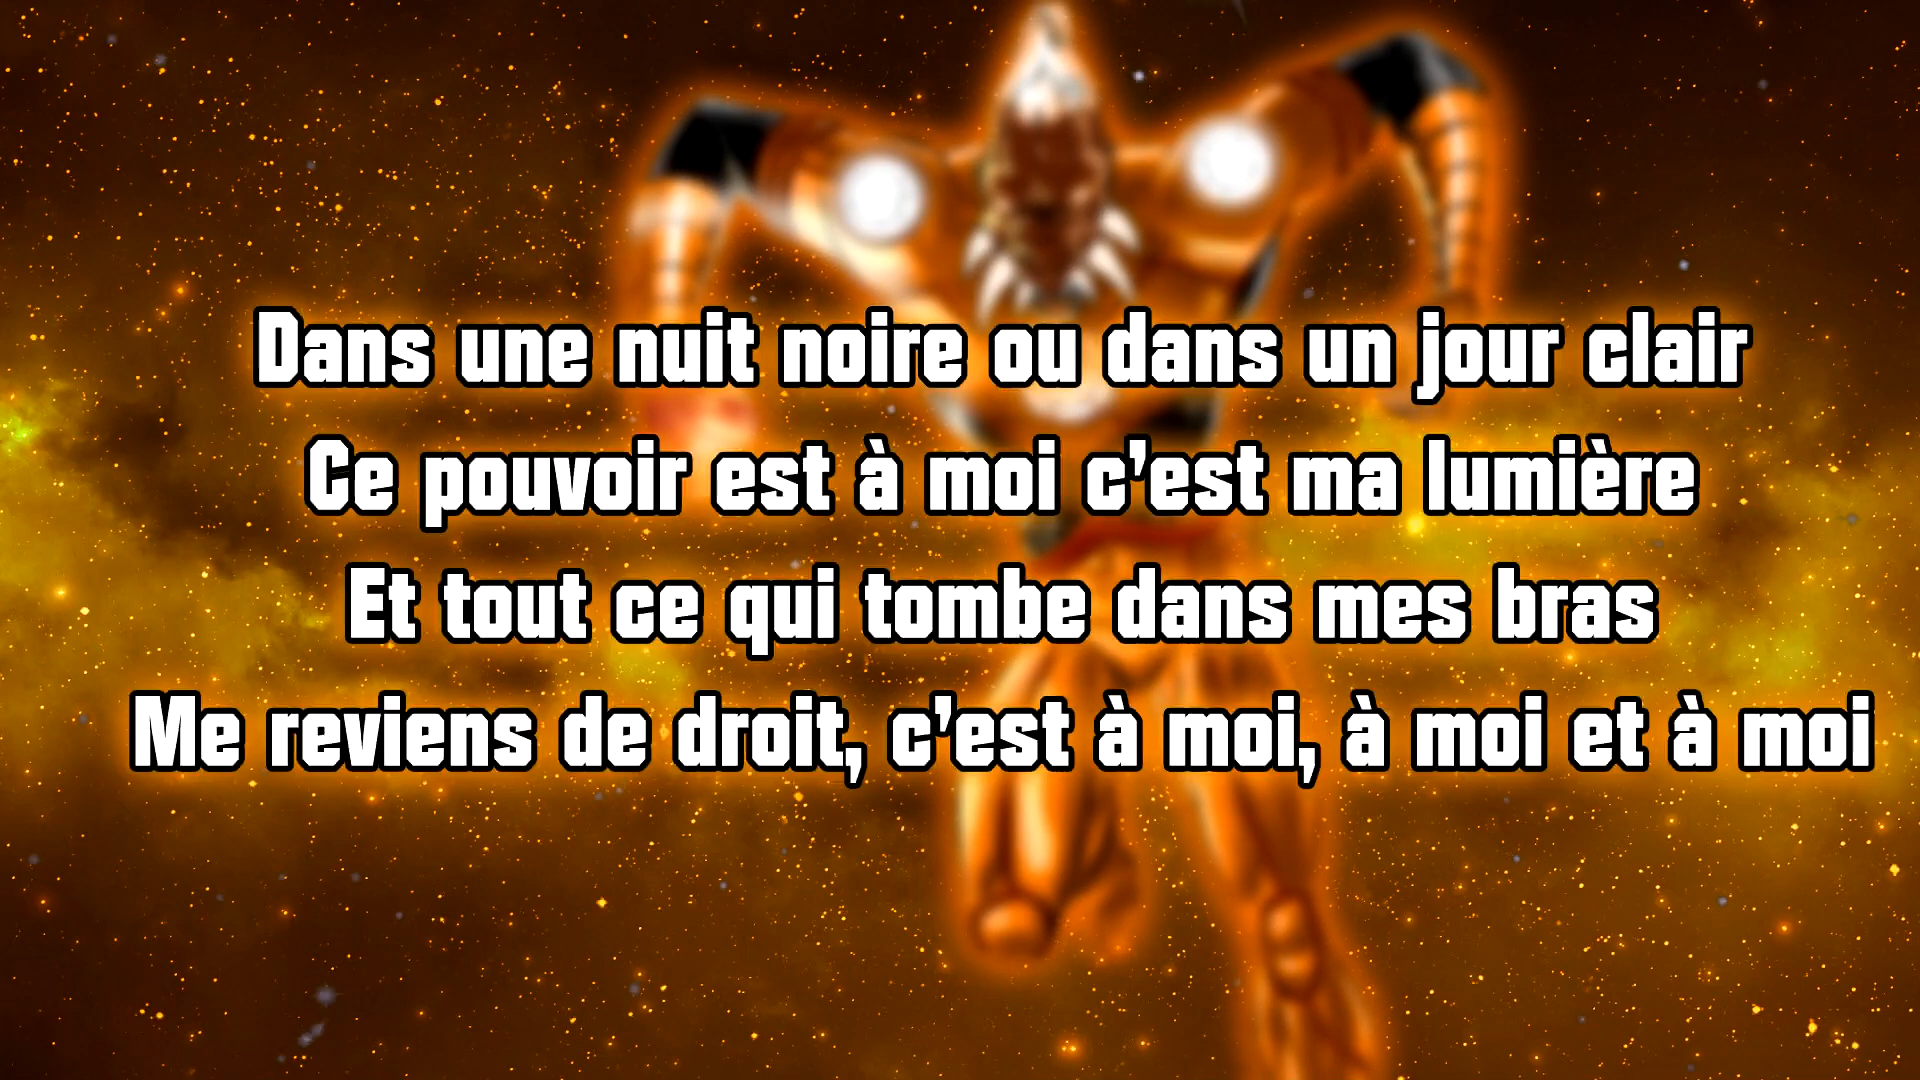 Dans une nuit noire ou dans un jour clair
Ce pouvoir est à moi c'est ma lumière
Et tout ce qui tombe dans mes bras
Me reviens de droit, c'est à moi, à moi et à moi